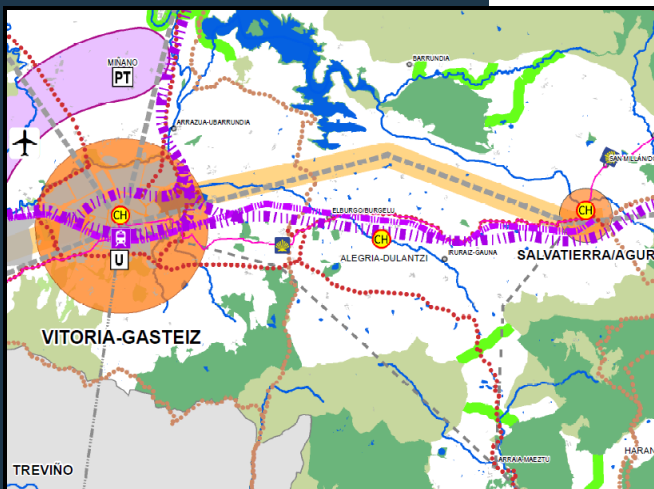 BARRUNDIA
MIÑANO
PT
ARRAZUA-UBARRUNDIA
SAN MILLÁN/DO
CH
CH
ELBURGO/BURGELU
CH
U
ALEGRIA-DULANTZI
IRURAIZ-GAUNA
SALVATIERRA/AGUR
VITORIA-GASTEIZ
HARAN
ARRAIA-MAEZTU
TREVIÑO